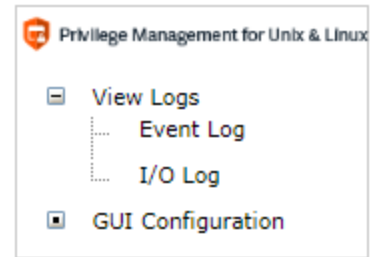 Privilege Management for Unix & Linux
View Logs
Event Log
I/O Log
GUI Configuration